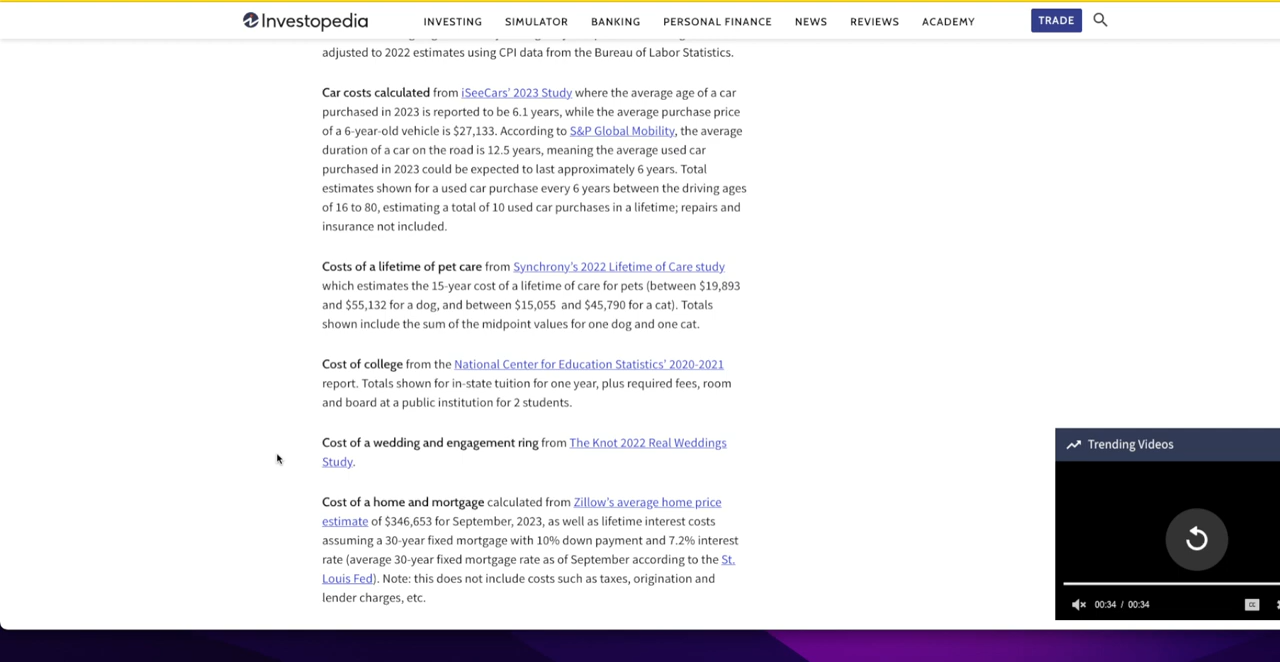 Investopedia
INVESTING SIMULATOR BANKING PERSONAL FINANCE NEWS REVIEWS ACADEMY TRADE
adjusted to 2022 estimates using CPI data from the Bureau of Labor Statistics.
Car costs calculated from iSeeCars' 2023 Study where the average age of a car
purchased in 2023 is reported to be 6.1 years, while the average purchase price
of a 6-year-old vehicle is $27,133. According to S&P Global Mobility, the average
duration of a car on the road is 12.5 years, meaning the average used car
purchased in 2023 could be expected to last approximately 6 years. Total
estimates shown for a used car purchase every 6 years between the driving ages
of 16 to 80, estimating a total of 10 used car purchases in a lifetime; repairs and
insurance not included.
Costs of a lifetime of pet care from Synchrony's 2022 Lifetime of Care study
which estimates the 15-year cost of a lifetime of care for pets (between $19,893
and $55,132 for a dog, and between $15,055 and $45,790 for a cat). Totals
shown include the sum of the midpoint values for one dog and one cat.
Cost of college from the National Center for Education Statistics' 2020-2021
report. Totals shown for in-state tuition for one year, plus required fees, room
and board at a public institution for 2 students.
Cost of a wedding and engagement ring from The Knot 2022 Real Weddings
Study.
Cost of a home and mortgage calculated from Zillow's average home price
estimate of $346,653 for September, 2023, as well as lifetime interest costs
assuming a 30-year fixed mortgage with 10% down payment and 7.2% interest
rate (average 30-year fixed mortgage rate as of September according to the St.
Louis Fed). Note: this does not include costs such as taxes, origination and
lender charges, etc.
Trending Videos
00:34 / 00:34
CC